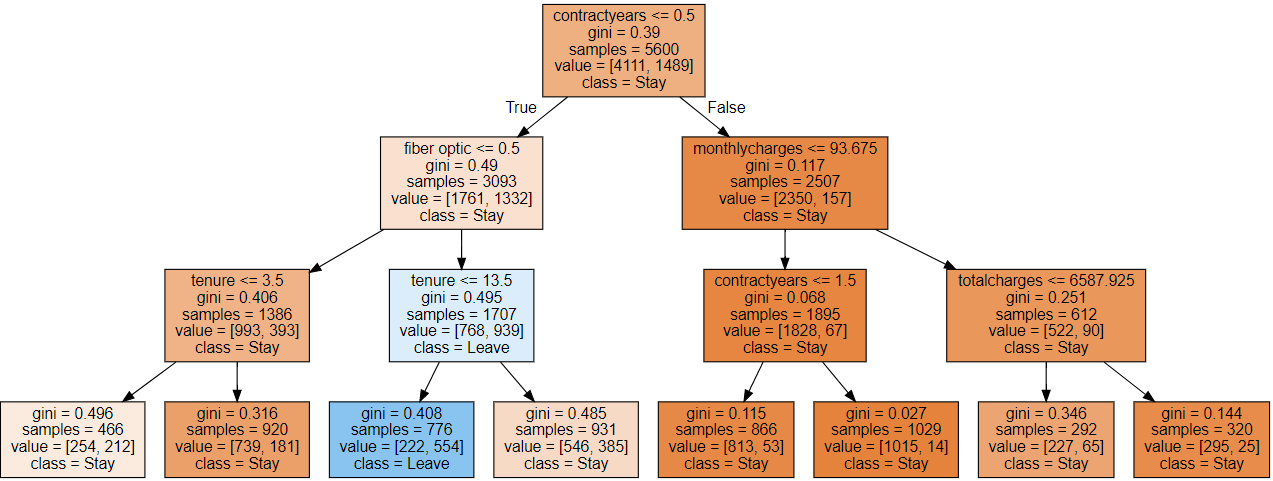 contractyears <= 0.5
gini = 0.39
samples = 5600
value = [4111, 1489]
class = Stay
True
False
fiber optic <= 0.5
gini = 0.49
samples = 3093
value = [1761, 1332]
class = Stay
monthlycharges <= 93.675
gini = 0.117
samples = 2507
value = [2350, 157]
class = Stay
tenure <= 3.5
gini = 0.406
samples = 1386
value = [993, 393]
class = Stay
tenure <= 13.5
gini = 0.495
samples = 1707
value = [768, 939]
class = Leave
contractyears <= 1.5
gini = 0.068
samples = 1895
value = [1828, 67]
class = Stay
totalcharges <= 6587.925
gini = 0.251
samples = 612
value = [522, 90]
class = Stay
gini = 0.496
samples = 466
value = [254, 212]
class = Stay
gini = 0.316
samples = 920
value = [739, 181]
class = Stay
gini = 0.408
samples = 776
value = [222, 554]
class = Leave
gini = 0.485
samples = 931
value = [546, 385]
class = Stay
gini = 0.115
samples = 866
value = [813, 53]
class = Stay
gini = 0.027
samples = 1029
value = [1015, 14]
class = Stay
gini = 0.346
samples = 292
value = [227, 65]
class = Stay
gini = 0.144
samples = 320
value = [295, 25]
class = Stay